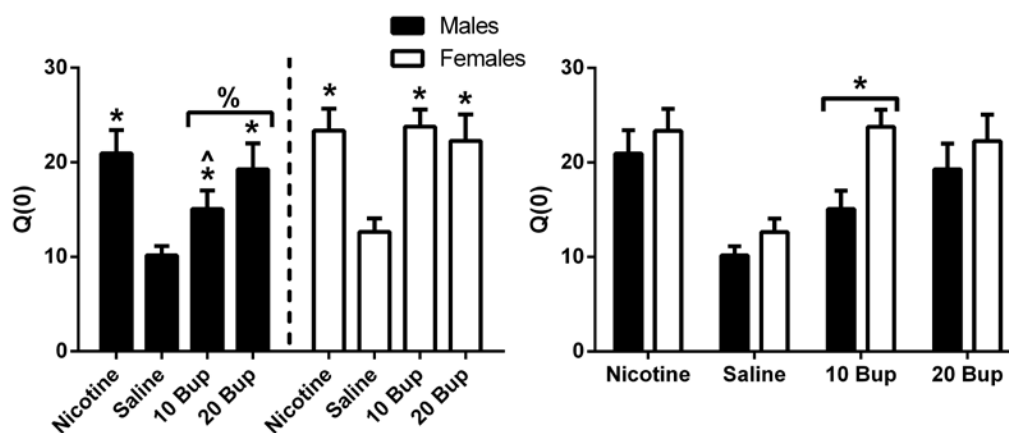 Males
Females
30
20
10
0
Q(0)
*
^
*
%
*
*
*
*
Nicotine
Saline
10 Bup
20 Bup
Nicotine
Saline
10 Bup
20 Bup
30
20
10
0
Q(0)
*
Nicotine
Saline
10 Bup
20 Bup